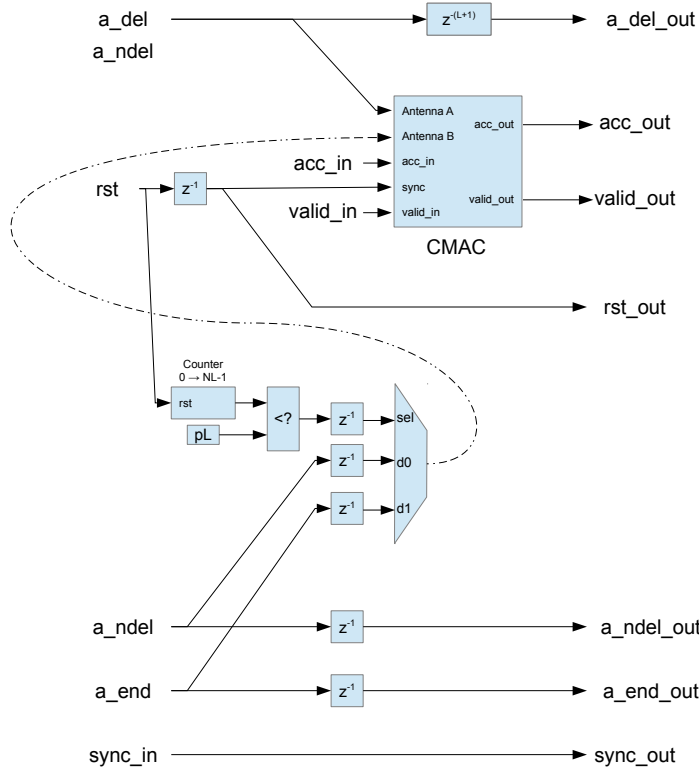 a_del
z-(L+1)
a_del_out
a_ndel
Antenna A
acc_out
acc_out
Antenna B
acc_in
acc_in
rst
z-1
sync
valid_in
valid_in
valid_out
valid_out
CMAC
rst_out
Counter
0 → NL-1
rst
<?
pL
z-1
sel
z-1
d0
z-1
d1
a_ndel
z-1
a_ndel_out
a_end
z-1
a_end_out
sync_in
sync_out